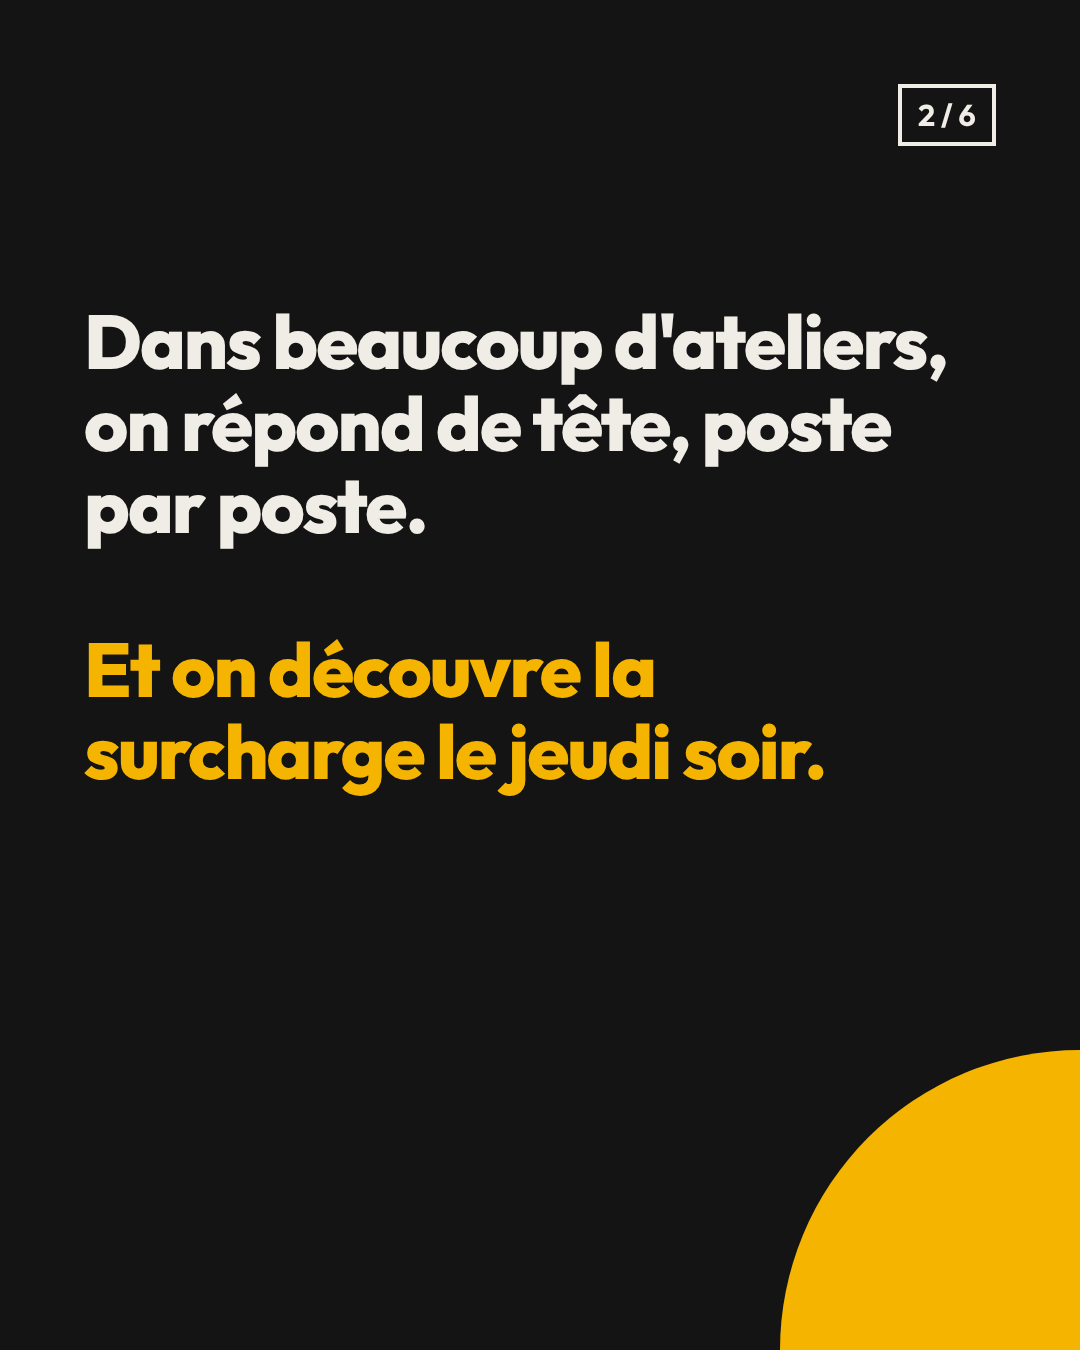 2/6
Dans beaucoup d'ateliers,
on répond de tête, poste
par poste.
Et on découvre la
surcharge le jeudi soir.